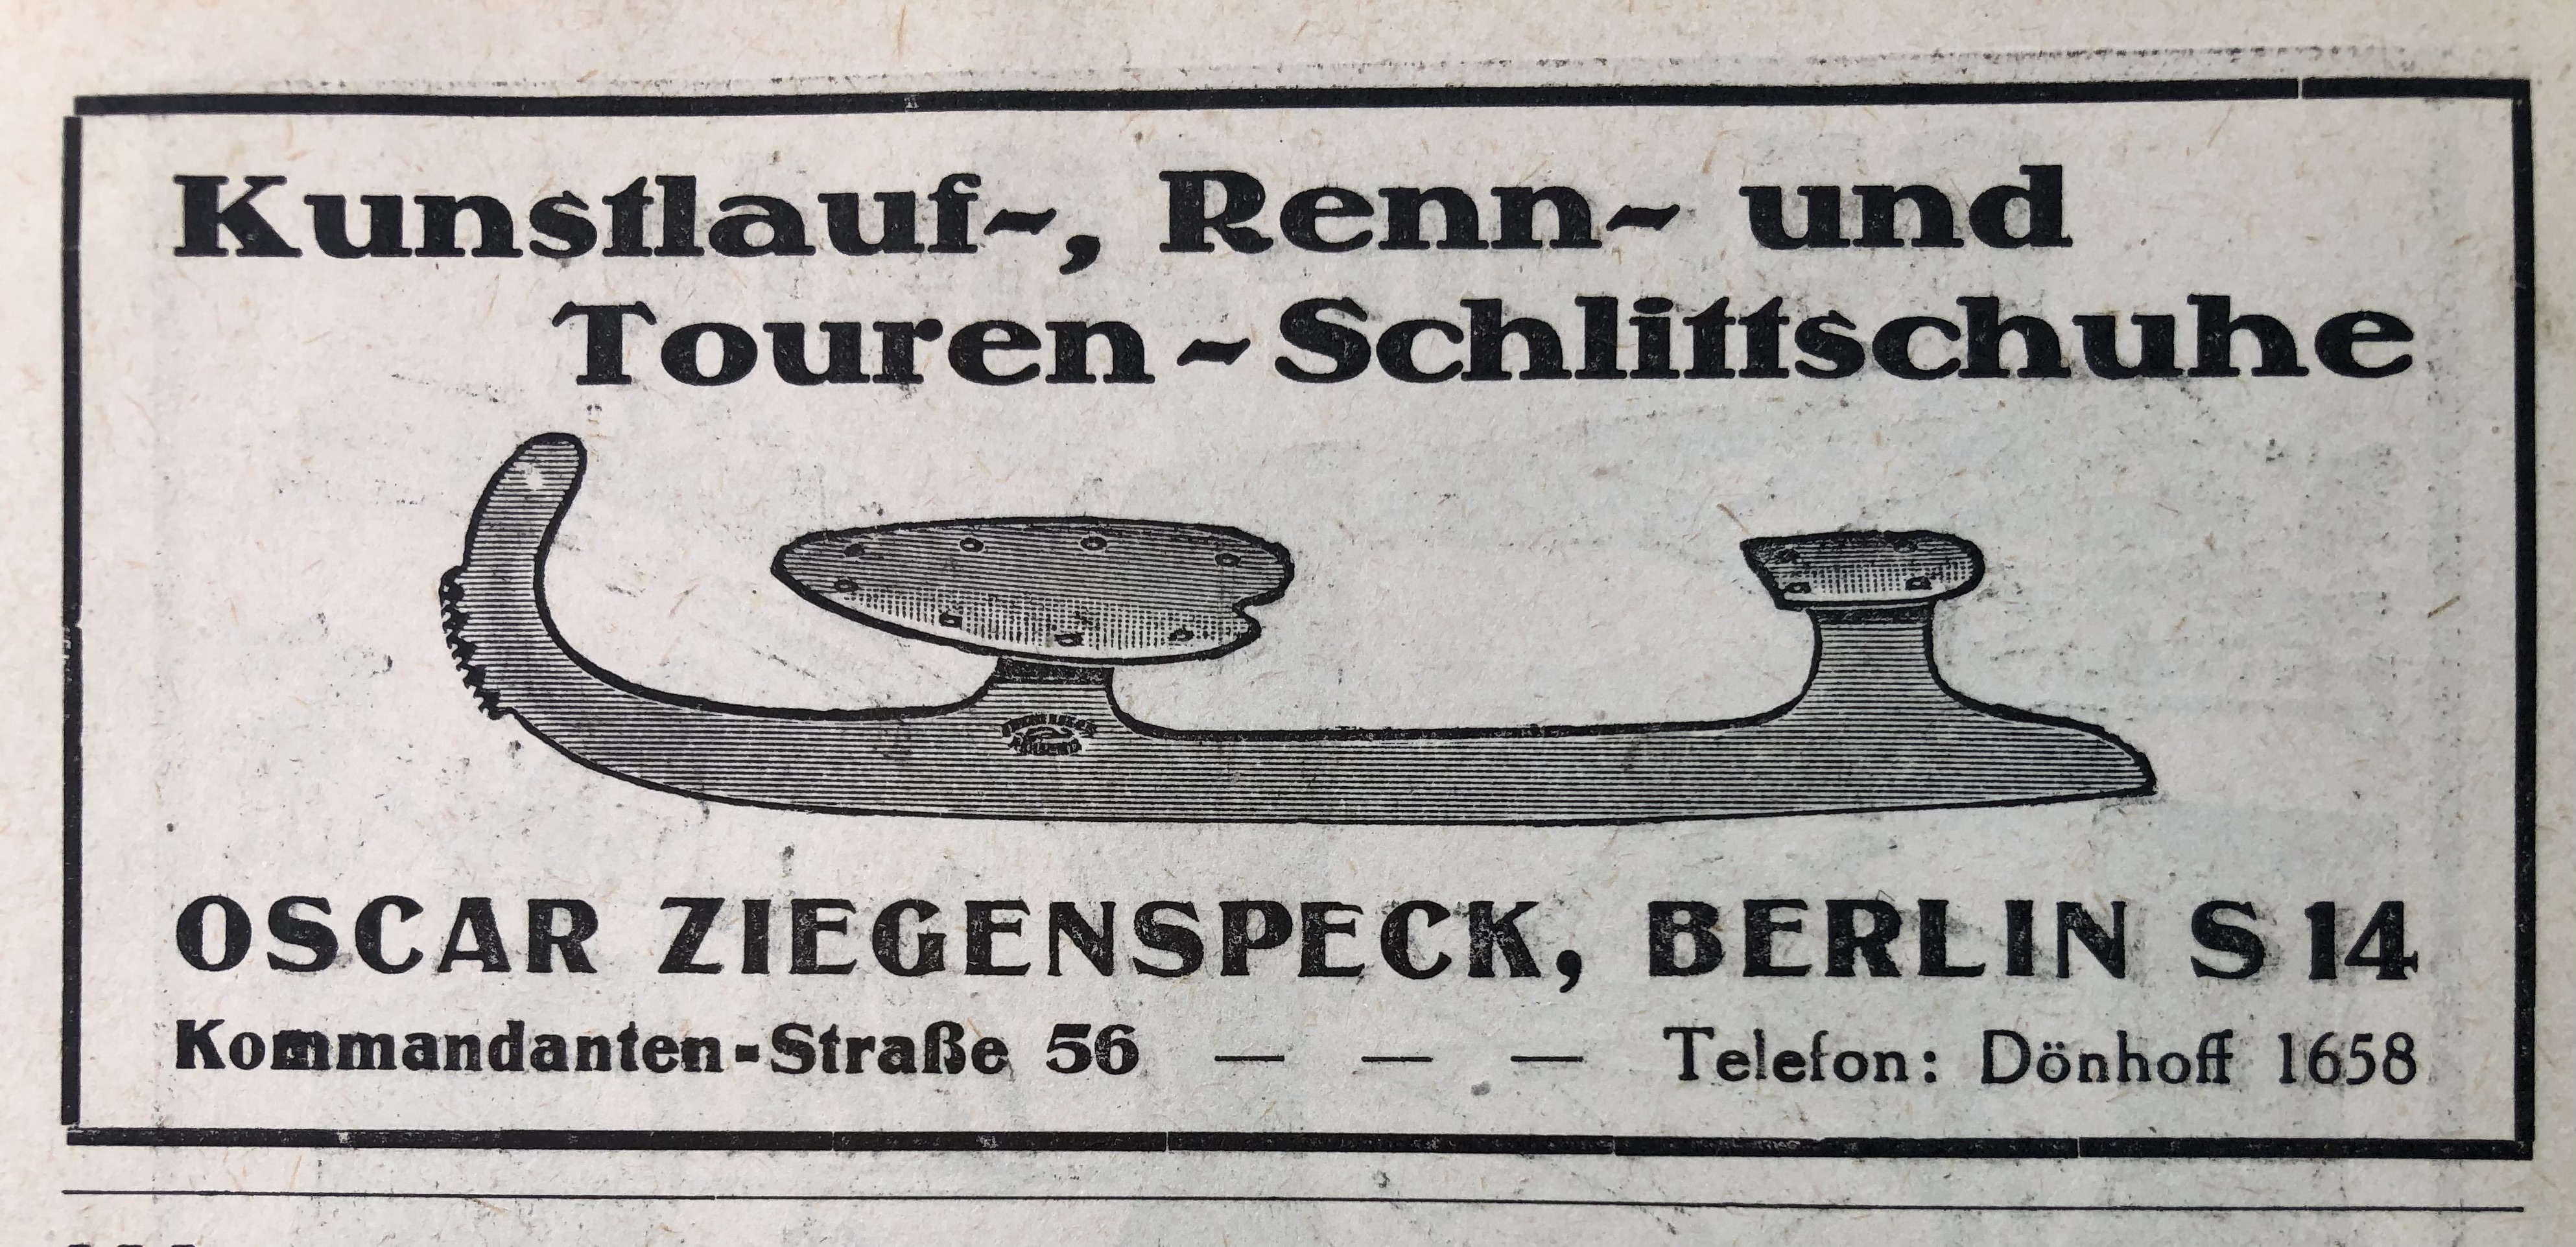 Kunstlauf-, Renn- und
Touren-Schlittschuhe
OSCAR ZIEGENSPECK, BERLIN S 14
Kommandanten-Straße 56 — — — Telefon: Dönhoff 1658